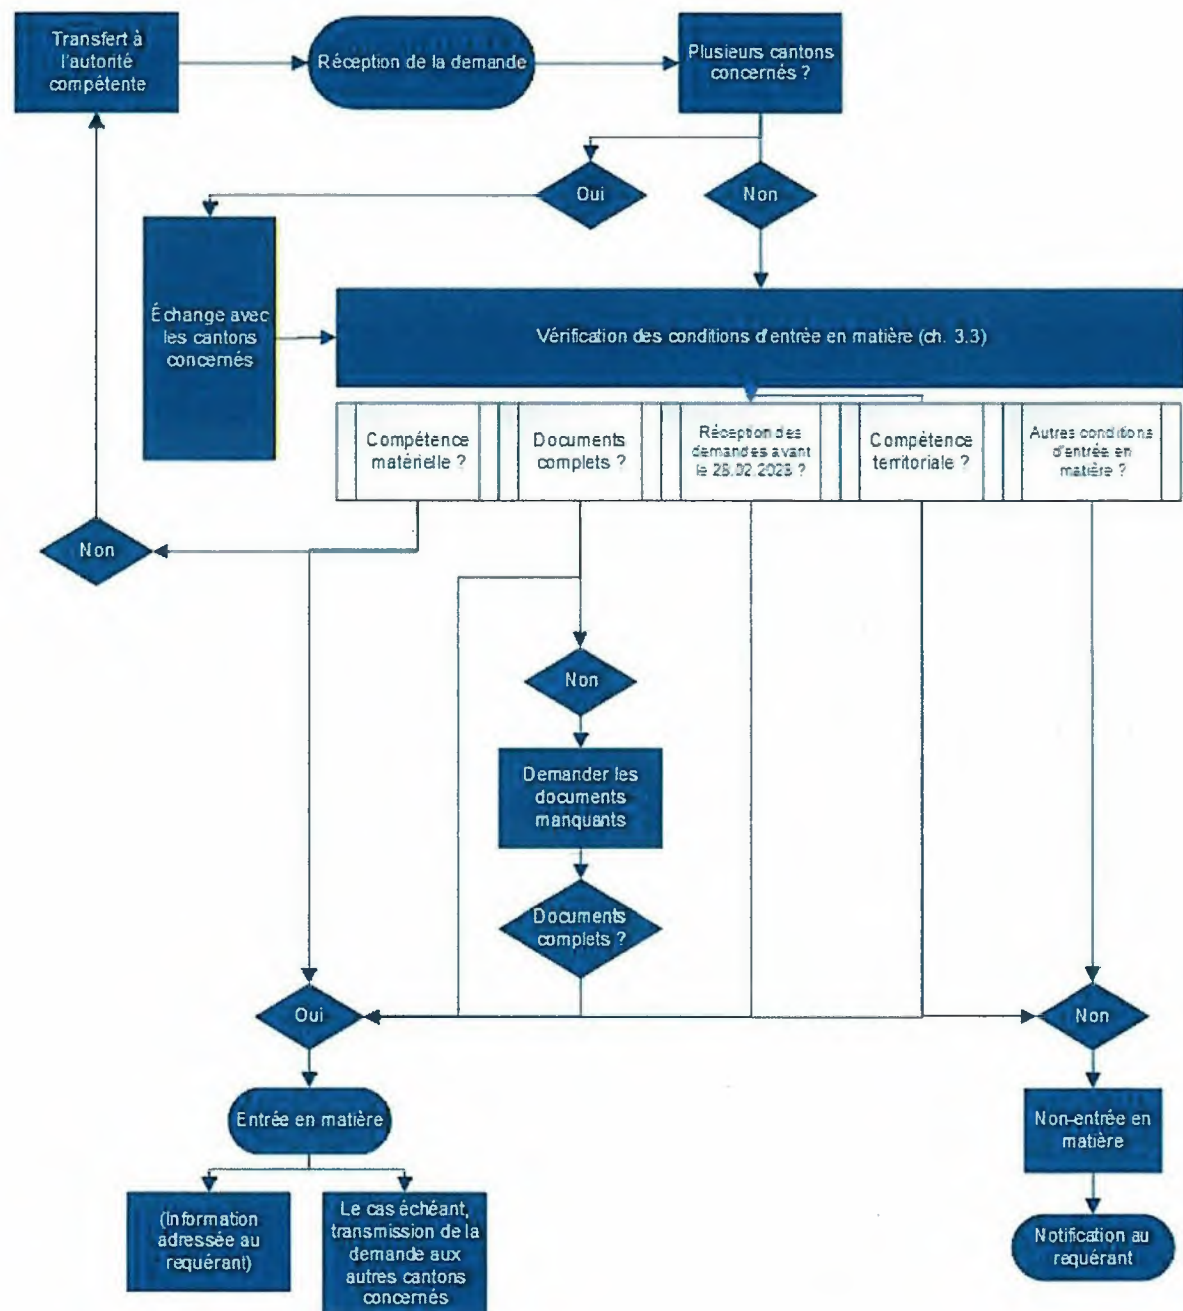 Transfert à
l'autorité
compétente
Réception de la demande
Plusieurs cantons
concernés ?
Oui
Non
Échange avec
les cantons
concernés
Vérification des conditions d'entrée en matière (ch. 3.3)
Compétence
matérielle ?
Documents
complets ?
Réception des
demandes avant
le 28.02.2023 ?
Compétence
territoriale ?
Autres conditions
d'entrée en
matière ?
Non
Non
Demander les
documents
manquants
Documents
complets ?
Oui
Non
Entrée en matière
Non-entrée en
matière
(Information
adressée au
requérant)
Le cas échéant,
transmission de la
demande aux
autres cantons
concernés
Notification au
requérant